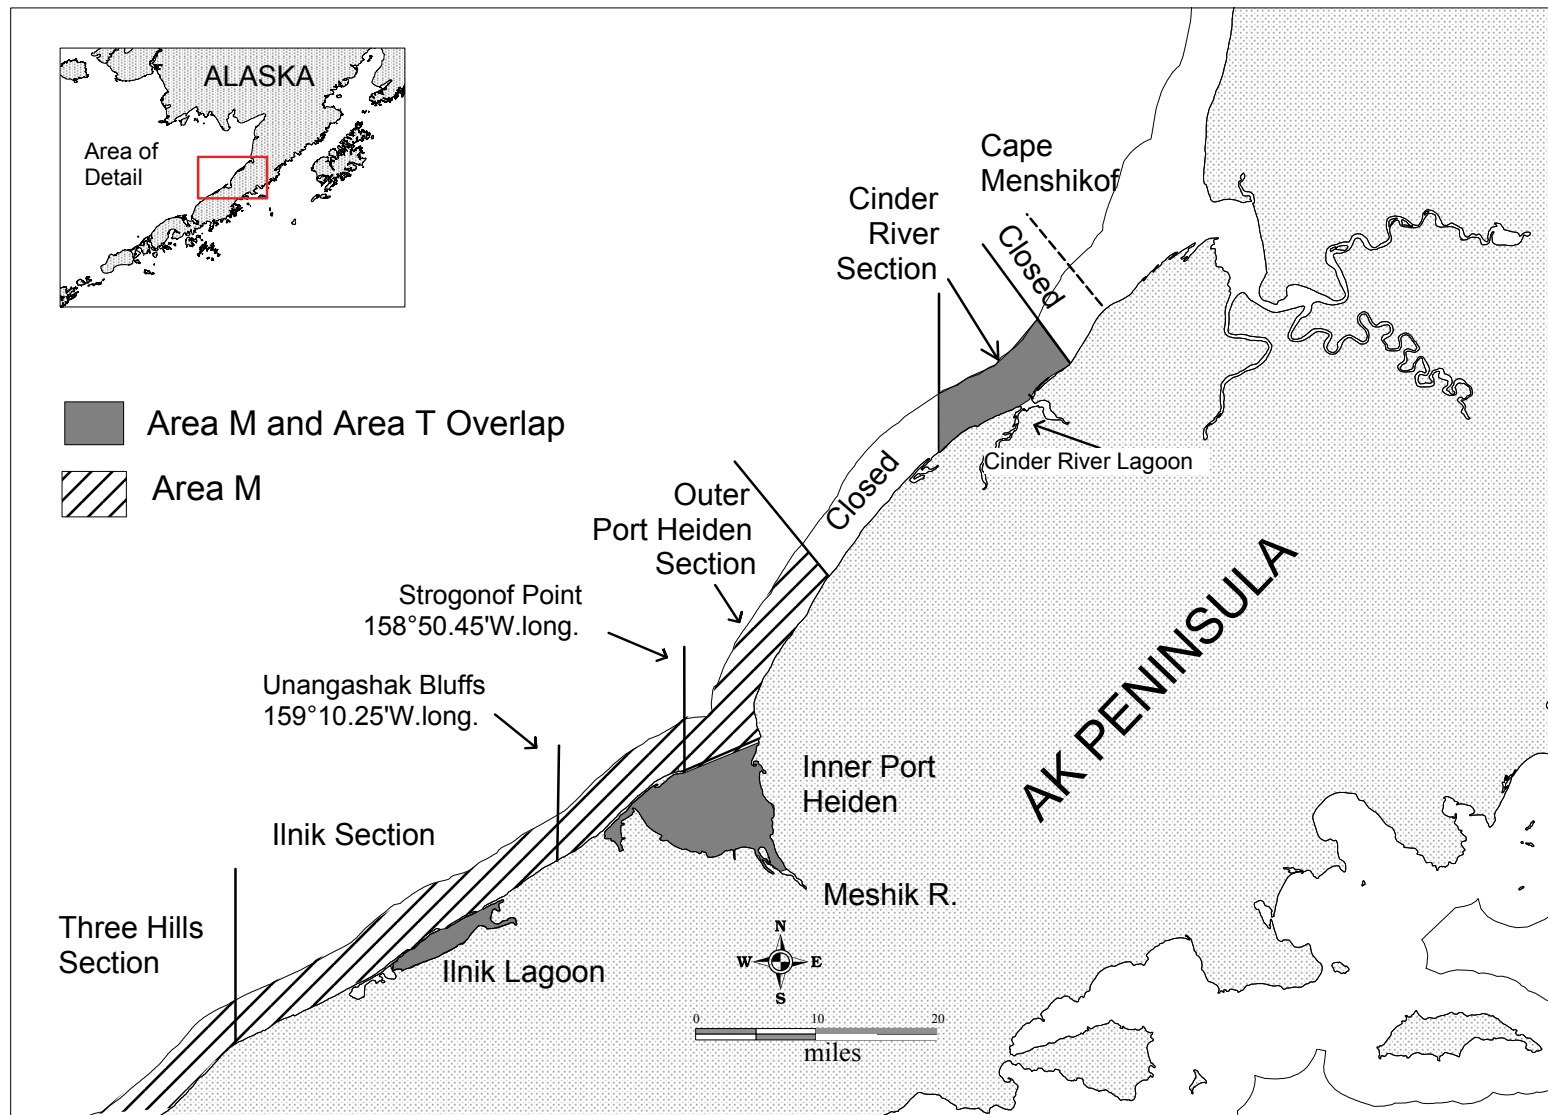 ALASKA
Area of
Detail
Cape
Menshikof
Cinder
River
Section
Closed
Area M and Area T Overlap
Area M
Cinder River Lagoon
Closed
Outer
Port Heiden
Section
Strogonof Point
158°50.45'W.long.
Unangashak Bluffs
159°10.25'W.long.
AK PENINSULA
Inner Port
Heiden
Ilnik Section
Meshik R.
Three Hills
Section
Ilnik Lagoon
N
W E
S
0 10 20
miles